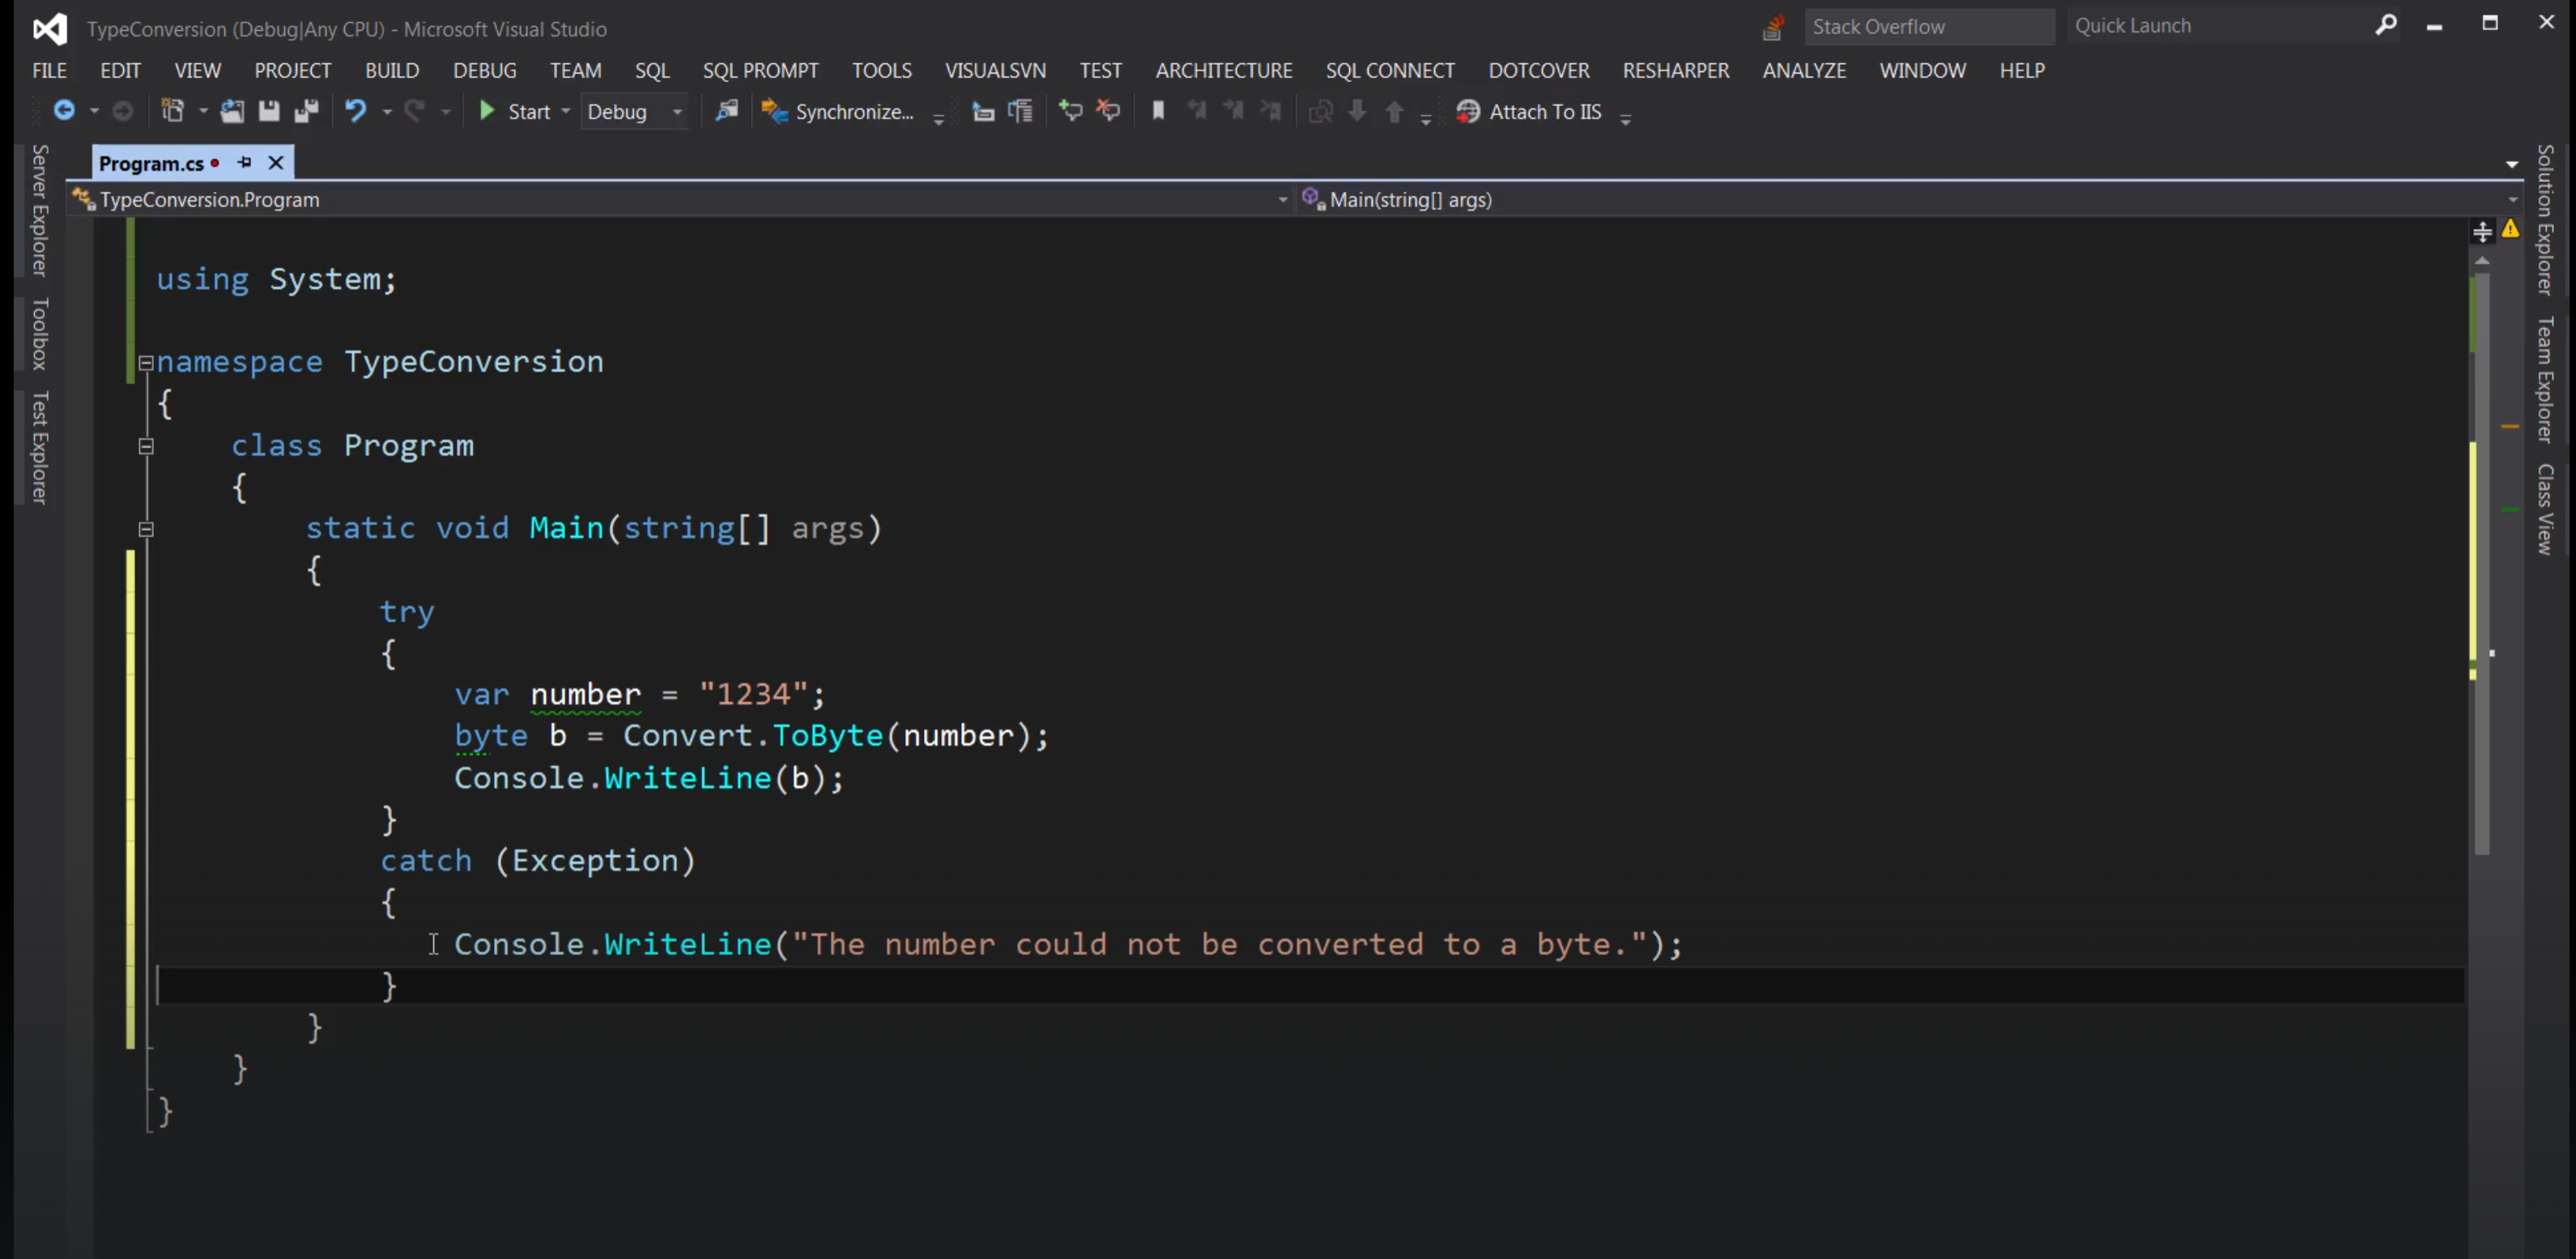 TypeConversion (Debug|Any CPU) - Microsoft Visual Studio
Stack Overflow
Quick Launch
FILE EDIT VIEW PROJECT BUILD DEBUG TEAM SQL SQL PROMPT TOOLS VISUALSVN TEST ARCHITECTURE SQL CONNECT DOTCOVER RESHARPER ANALYZE WINDOW HELP
Start Debug Synchronize... Attach To IIS
Program.cs
TypeConversion.Program
Main(string[] args)
Server Explorer
Toolbox
Test Explorer
using System;
namespace TypeConversion
{
class Program
{
static void Main(string[] args)
{
try
{
var number = "1234";
byte b = Convert.ToByte(number);
Console.WriteLine(b);
}
catch (Exception)
{
Console.WriteLine("The number could not be converted to a byte.");
}
}
}
}
Solution Explorer
Team Explorer
Class View